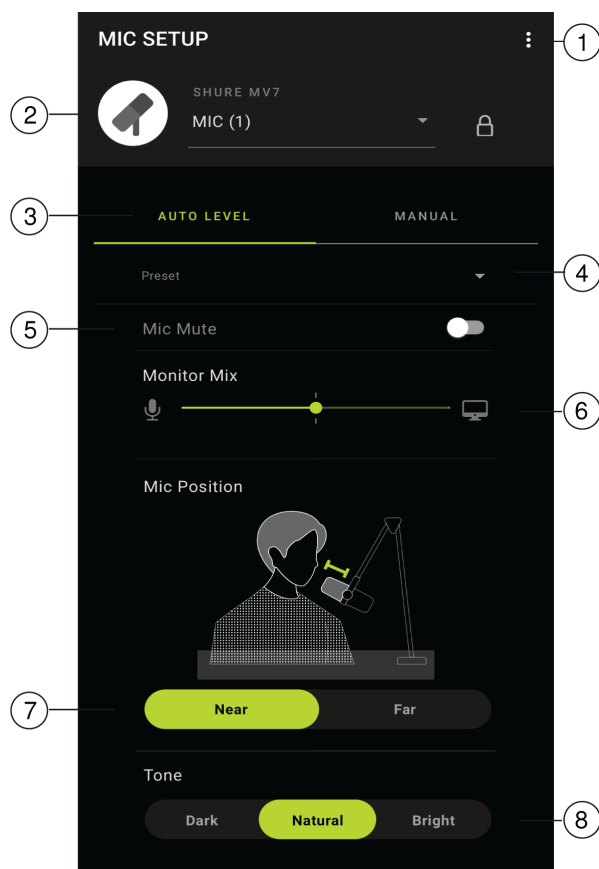 MIC SETUP
1
2
SHURE MV7
MIC (1)
3
AUTO LEVEL MANUAL
Preset
4
5
Mic Mute
Monitor Mix
6
Mic Position
7
Near Far
Tone
Dark Natural Bright
8